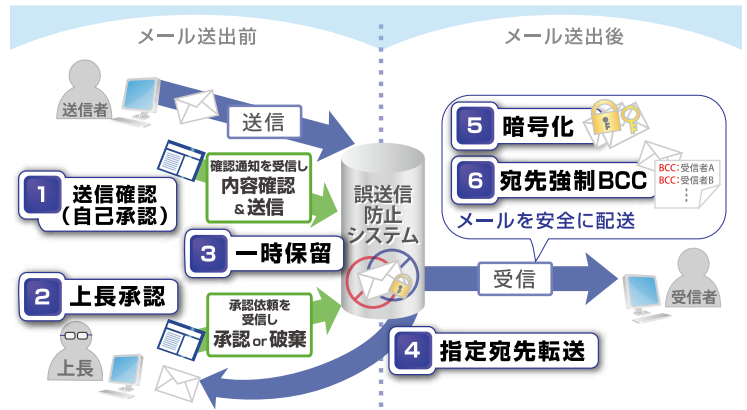 メール送出前
メール送出後
送信者
送信
確認通知を受信し
内容確認
&送信
1 送信確認
(自己承認)
3 一時保留
2 上長承認
承認依頼を
受信し
承認or破棄
上長
誤送信
防止
システム
5 暗号化
6 宛先強制BCC
BCC:受信者A
BCC:受信者B
メールを安全に配送
受信
受信者
4 指定宛先転送